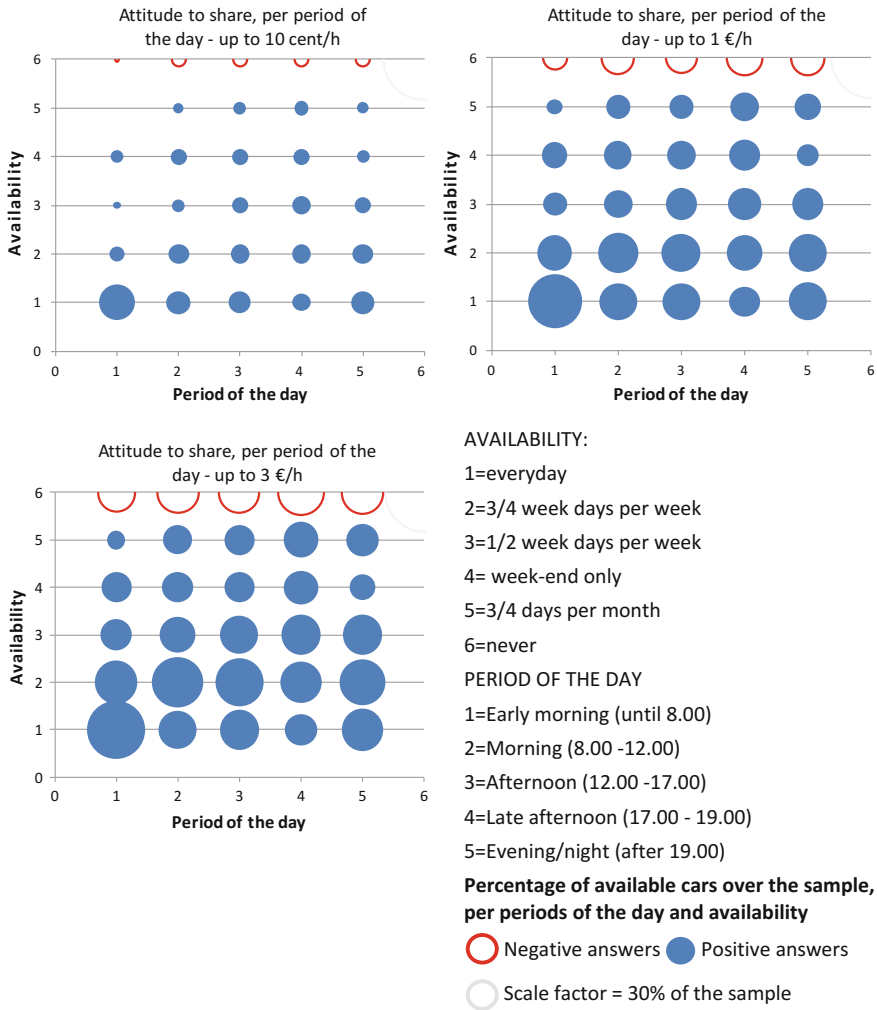 Attitude to share, per period of
the day - up to 10 cent/h
6
5
4
3
2
1
0
Availability
0 1 2 3 4 5 6
Period of the day
Attitude to share, per period of the
day - up to 1 €/h
6
5
4
3
2
1
0
Availability
0 1 2 3 4 5 6
Period of the day
Attitude to share, per period of the
day - up to 3 €/h
6
5
4
3
2
1
0
Availability
0 1 2 3 4 5 6
Period of the day
AVAILABILITY:
1=everyday
2=3/4 week days per week
3=1/2 week days per week
4= week-end only
5=3/4 days per month
6=never
PERIOD OF THE DAY
1=Early morning (until 8.00)
2=Morning (8.00 -12.00)
3=Afternoon (12.00 -17.00)
4=Late afternoon (17.00 - 19.00)
5=Evening/night (after 19.00)
Percentage of available cars over the sample,
per periods of the day and availability
Negative answers Positive answers
Scale factor = 30% of the sample